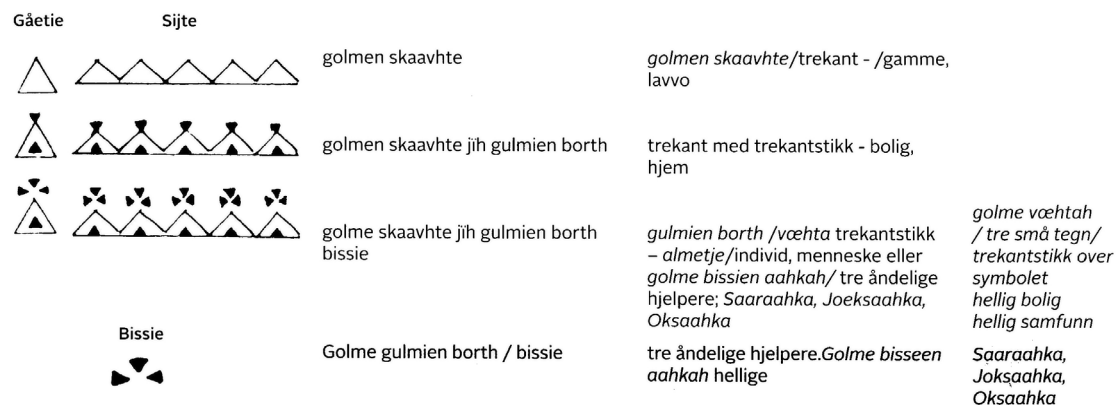 Gåetie Sijte
golmen skaavhte
golmen skaavhte/trekant - /gamme,
lavvo
golmen skaavhte jïh gulmien borth
trekant med trekantstikk - bolig,
hjem
golme skaavhte jïh gulmien borth
bissie
gulmien borth /væhta trekantstikk
– almetje/individ, menneske eller
golme bissien aahkah/ tre åndelige
hjelpere; Saaraahka, Joeksaahka,
Oksaahka
golme væhtah
/ tre små tegn/
trekantstikk over
symbolet
hellig bolig
hellig samfunn
Bissie
Golme gulmien borth / bissie
tre åndelige hjelpere.Golme bisseen
aahkah hellige
Saaraahka,
Joksaahka,
Oksaahka